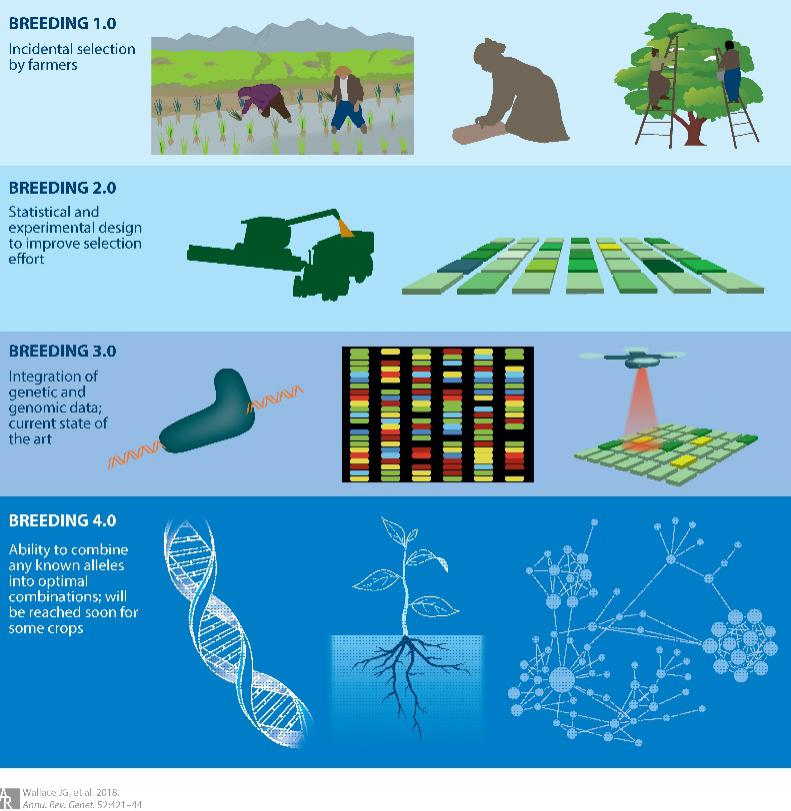 BREEDING 1.0
Incidental selection
by farmers
BREEDING 2.0
Statistical and
experimental design
to improve selection
effort
BREEDING 3.0
Integration of
genetic and
genomic data;
current state of
the art
BREEDING 4.0
Ability to combine
any known alleles
into optimal
combinations; will
be reached soon for
some crops
AR
Wallace JG, et al. 2018.
Annu. Rev. Genet. 52:421–44